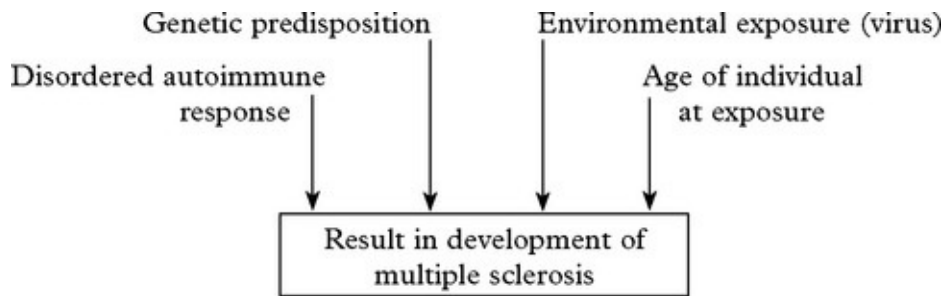 Genetic predisposition
Environmental exposure (virus)
Disordered autoimmune
response
Age of individual
at exposure
Result in development of
multiple sclerosis